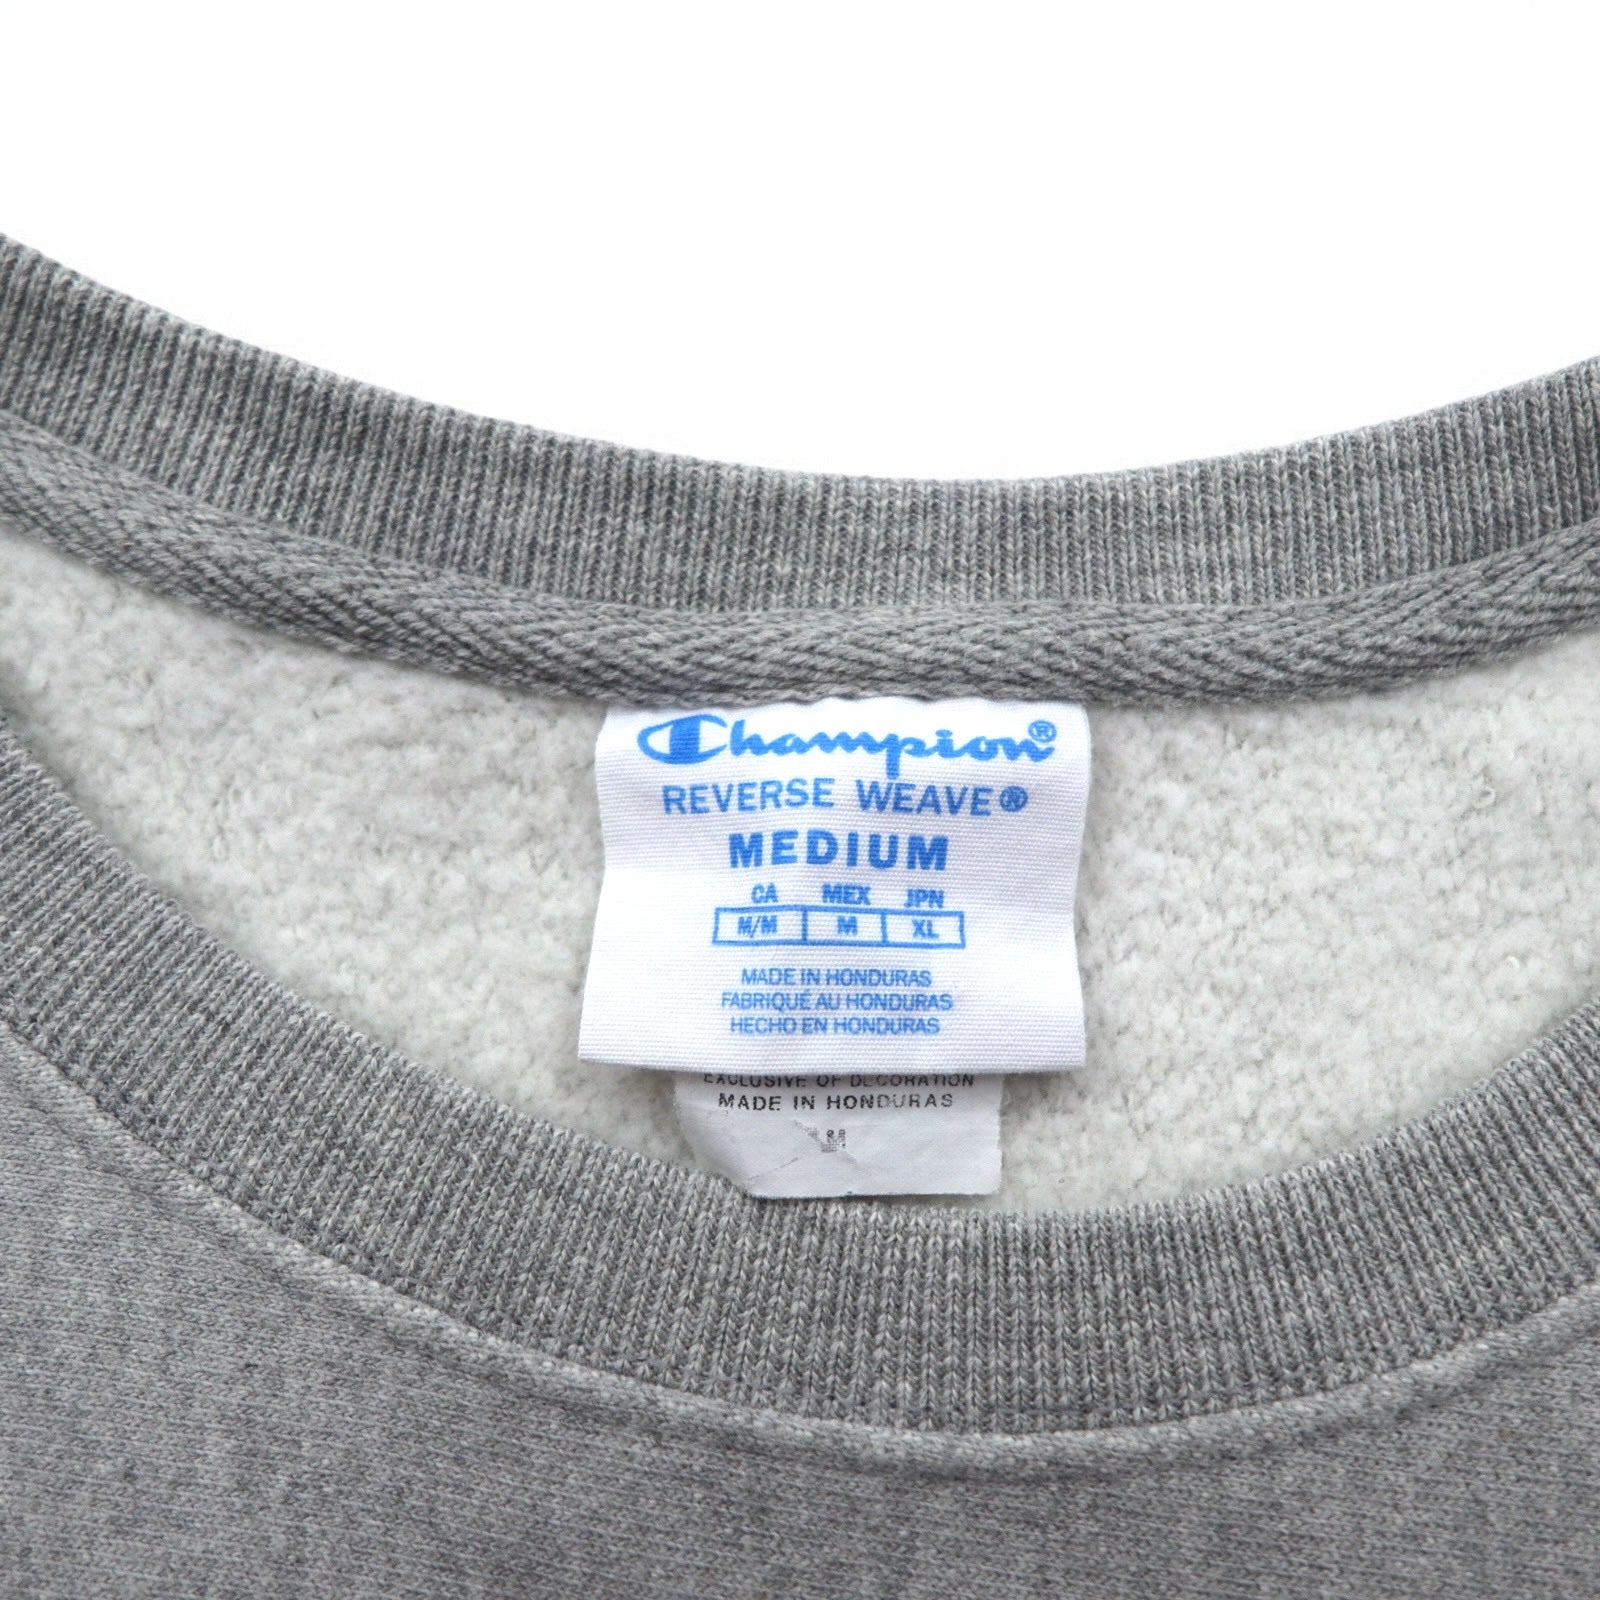 Champion®
REVERSE WEAVE®
MEDIUM
CA MEX JPN
M/M M XL
MADE IN HONDURAS
FABRIQUÉ AU HONDURAS
HECHO EN HONDURAS
EXCLUSIVE OF DECORATION
MADE IN HONDURAS
M